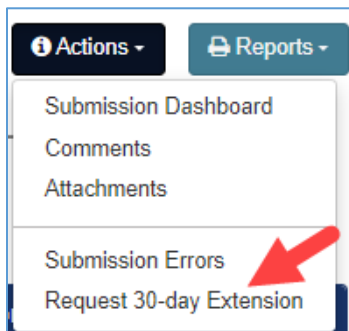 Actions
Reports
Submission Dashboard
Comments
Attachments
Submission Errors
Request 30-day Extension